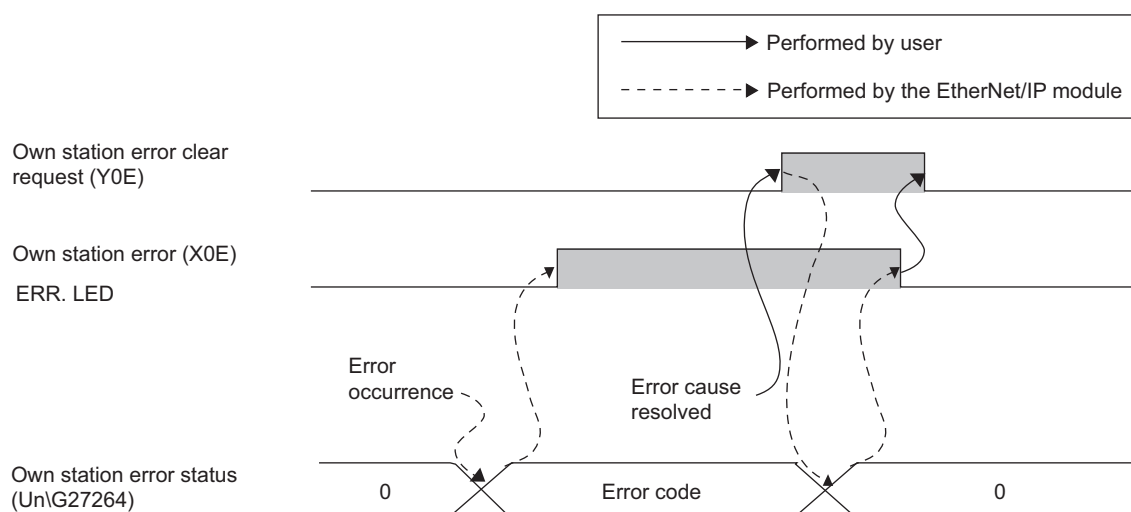 Performed by user
Performed by the EtherNet/IP module
Own station error clear
request (Y0E)
Own station error (X0E)
ERR. LED
Error
occurrence
Error cause
resolved
Own station error status
(Un\G27264)
0
Error code
0